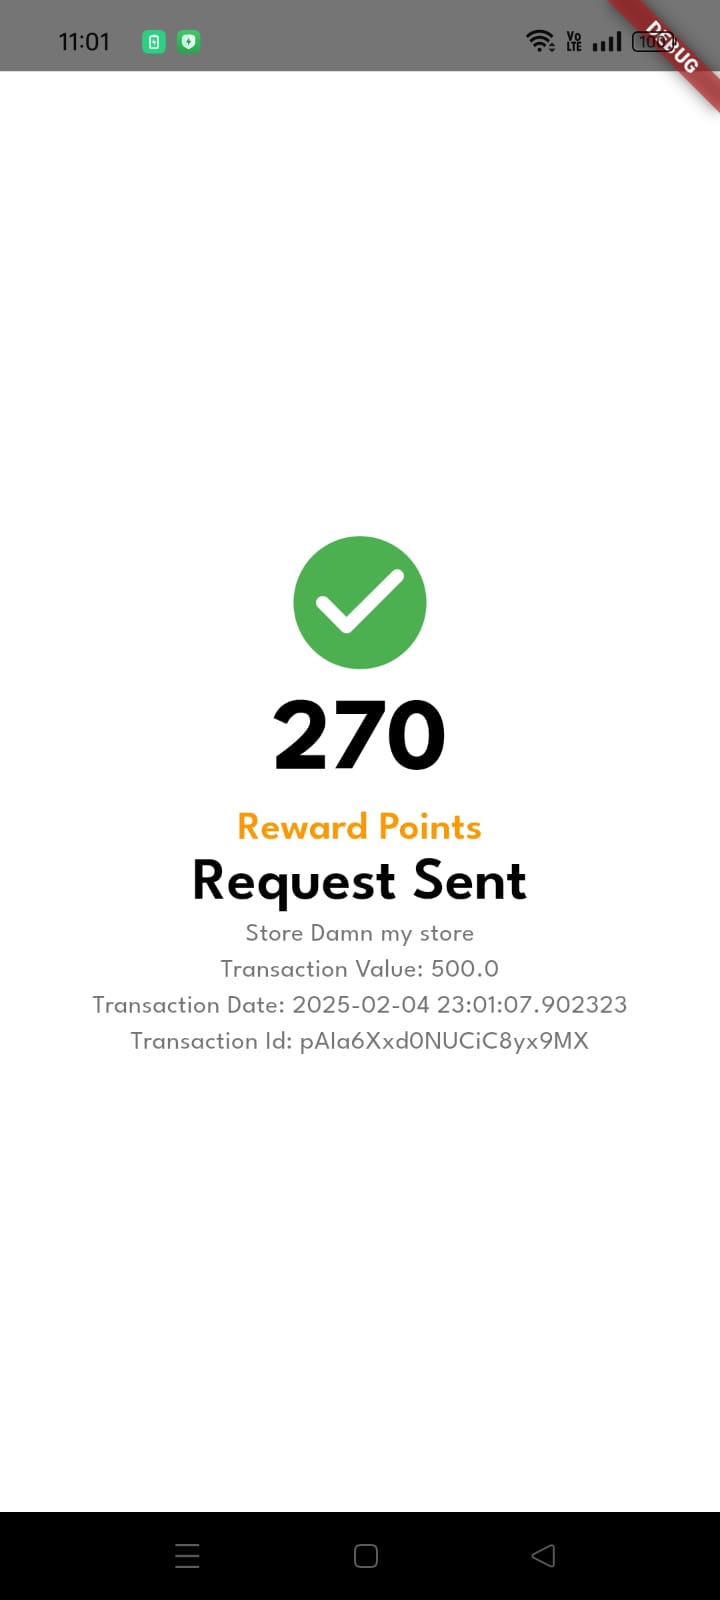 11:01
Vo LTE
100
DEBUG
270
Reward Points
Request Sent
Store Damn my store
Transaction Value: 500.0
Transaction Date: 2025-02-04 23:01:07.902323
Transaction Id: pAla6Xxd0NUCiC8yx9MX